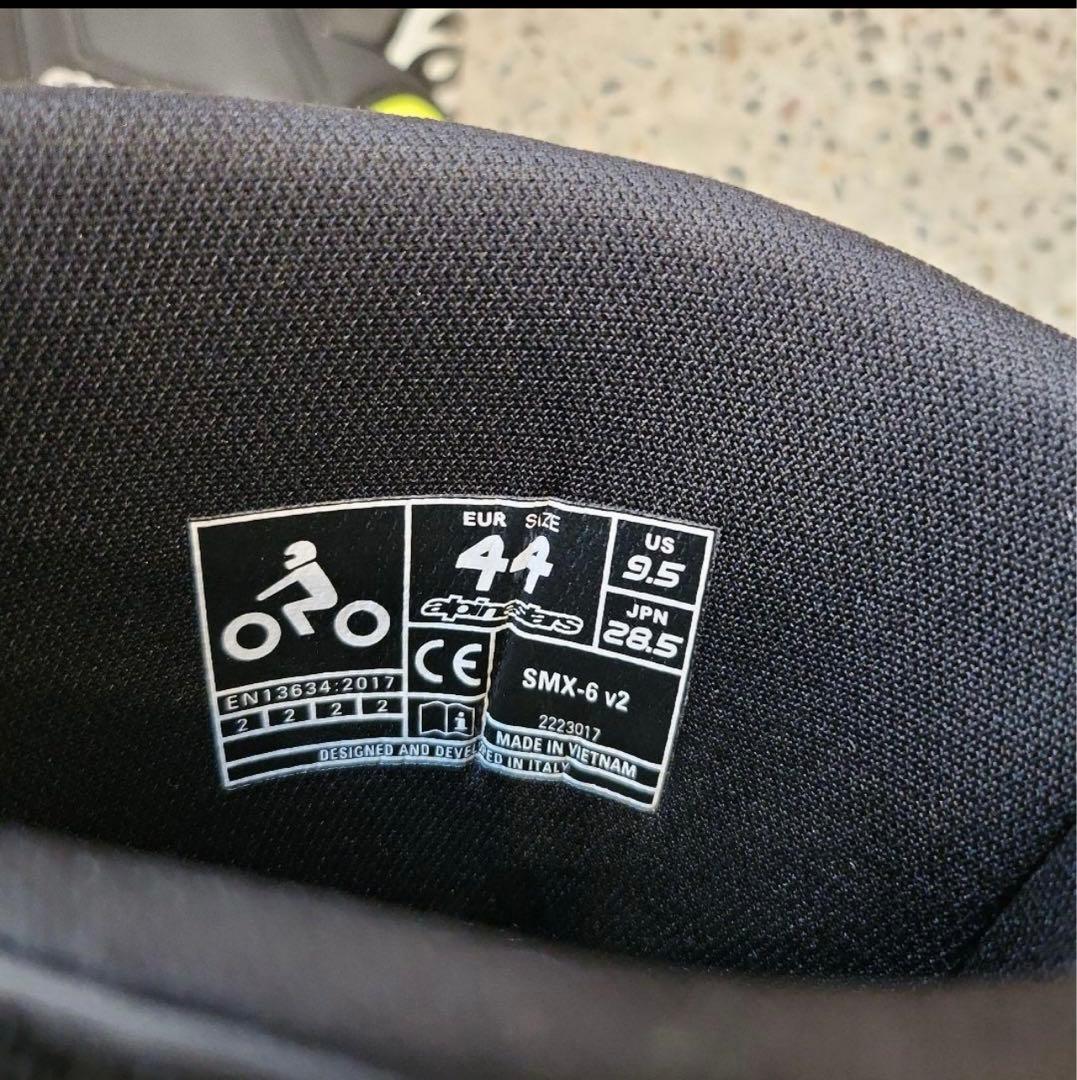 EUR SIZE
44
alpinestars
US
9.5
JPN
28.5
EN13634:2017
2 2 2 2
CE
i
SMX-6 v2
2223017
MADE IN VIETNAM
DESIGNED AND DEVELOPED IN ITALY